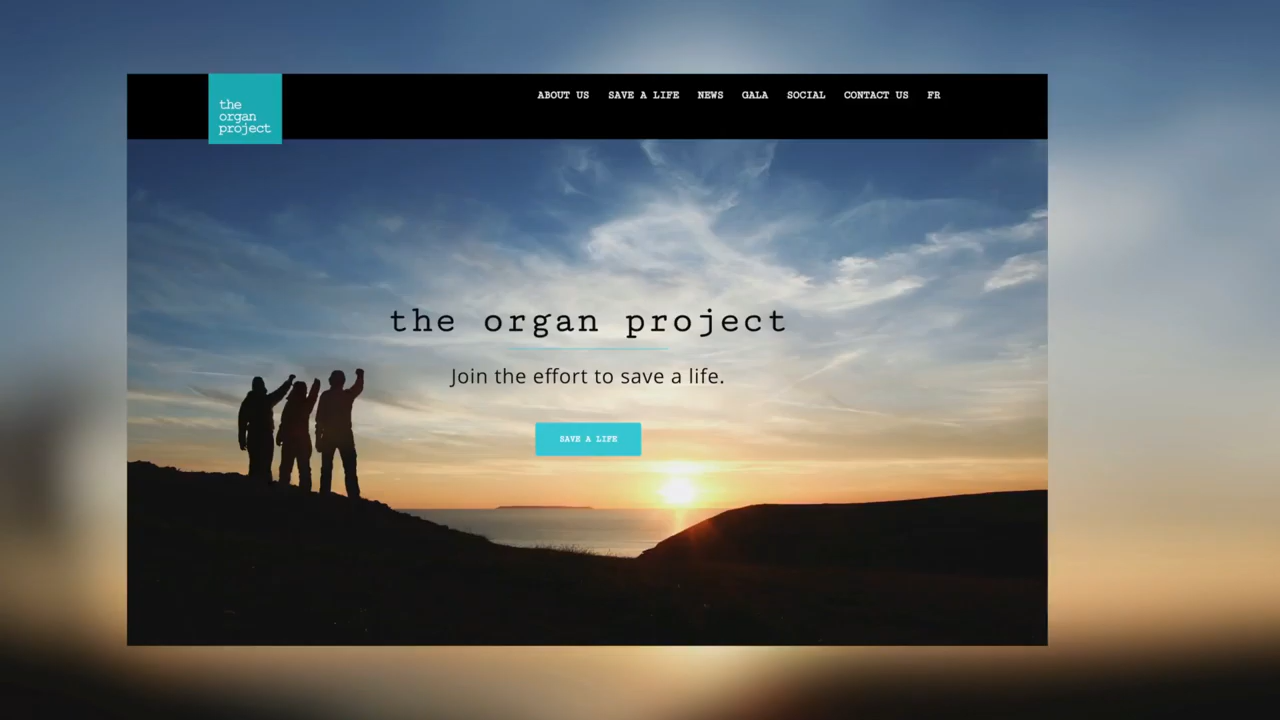 the
organ
project
ABOUT US SAVE A LIFE NEWS GALA SOCIAL CONTACT US FR
the organ project
Join the effort to save a life.
SAVE A LIFE